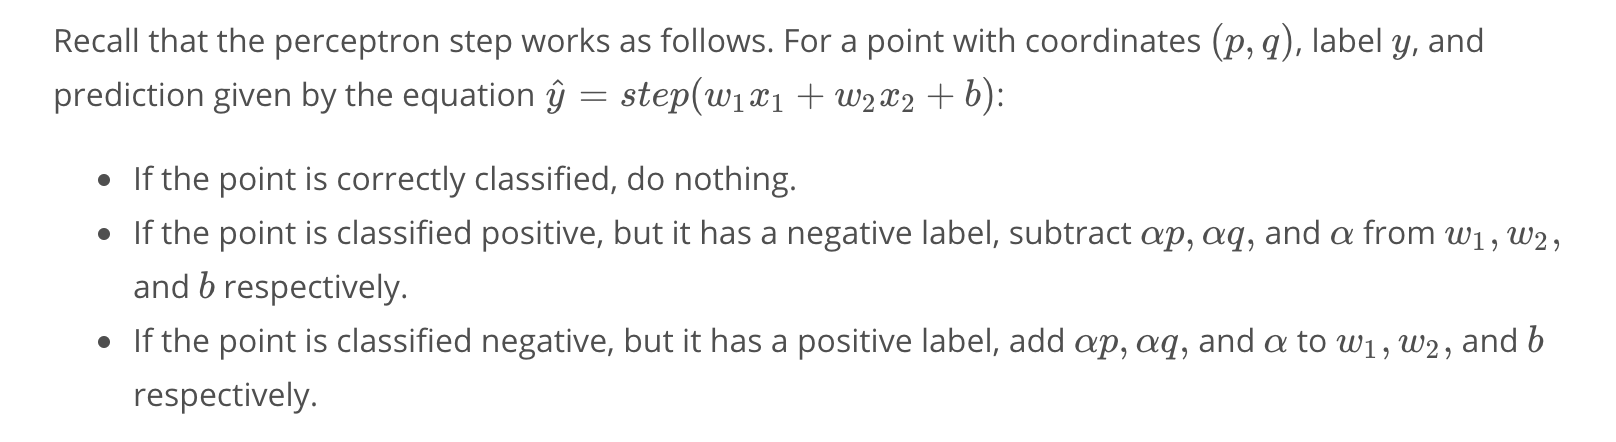 Recall that the perceptron step works as follows. For a point with coordinates (p, q), label y, and
prediction given by the equation ŷ = step(w₁x₁ + w₂x₂ + b):
• If the point is correctly classified, do nothing.
• If the point is classified positive, but it has a negative label, subtract αp, αq, and α from w₁, w₂,
and b respectively.
• If the point is classified negative, but it has a positive label, add αp, αq, and α to w₁, w₂, and b
respectively.